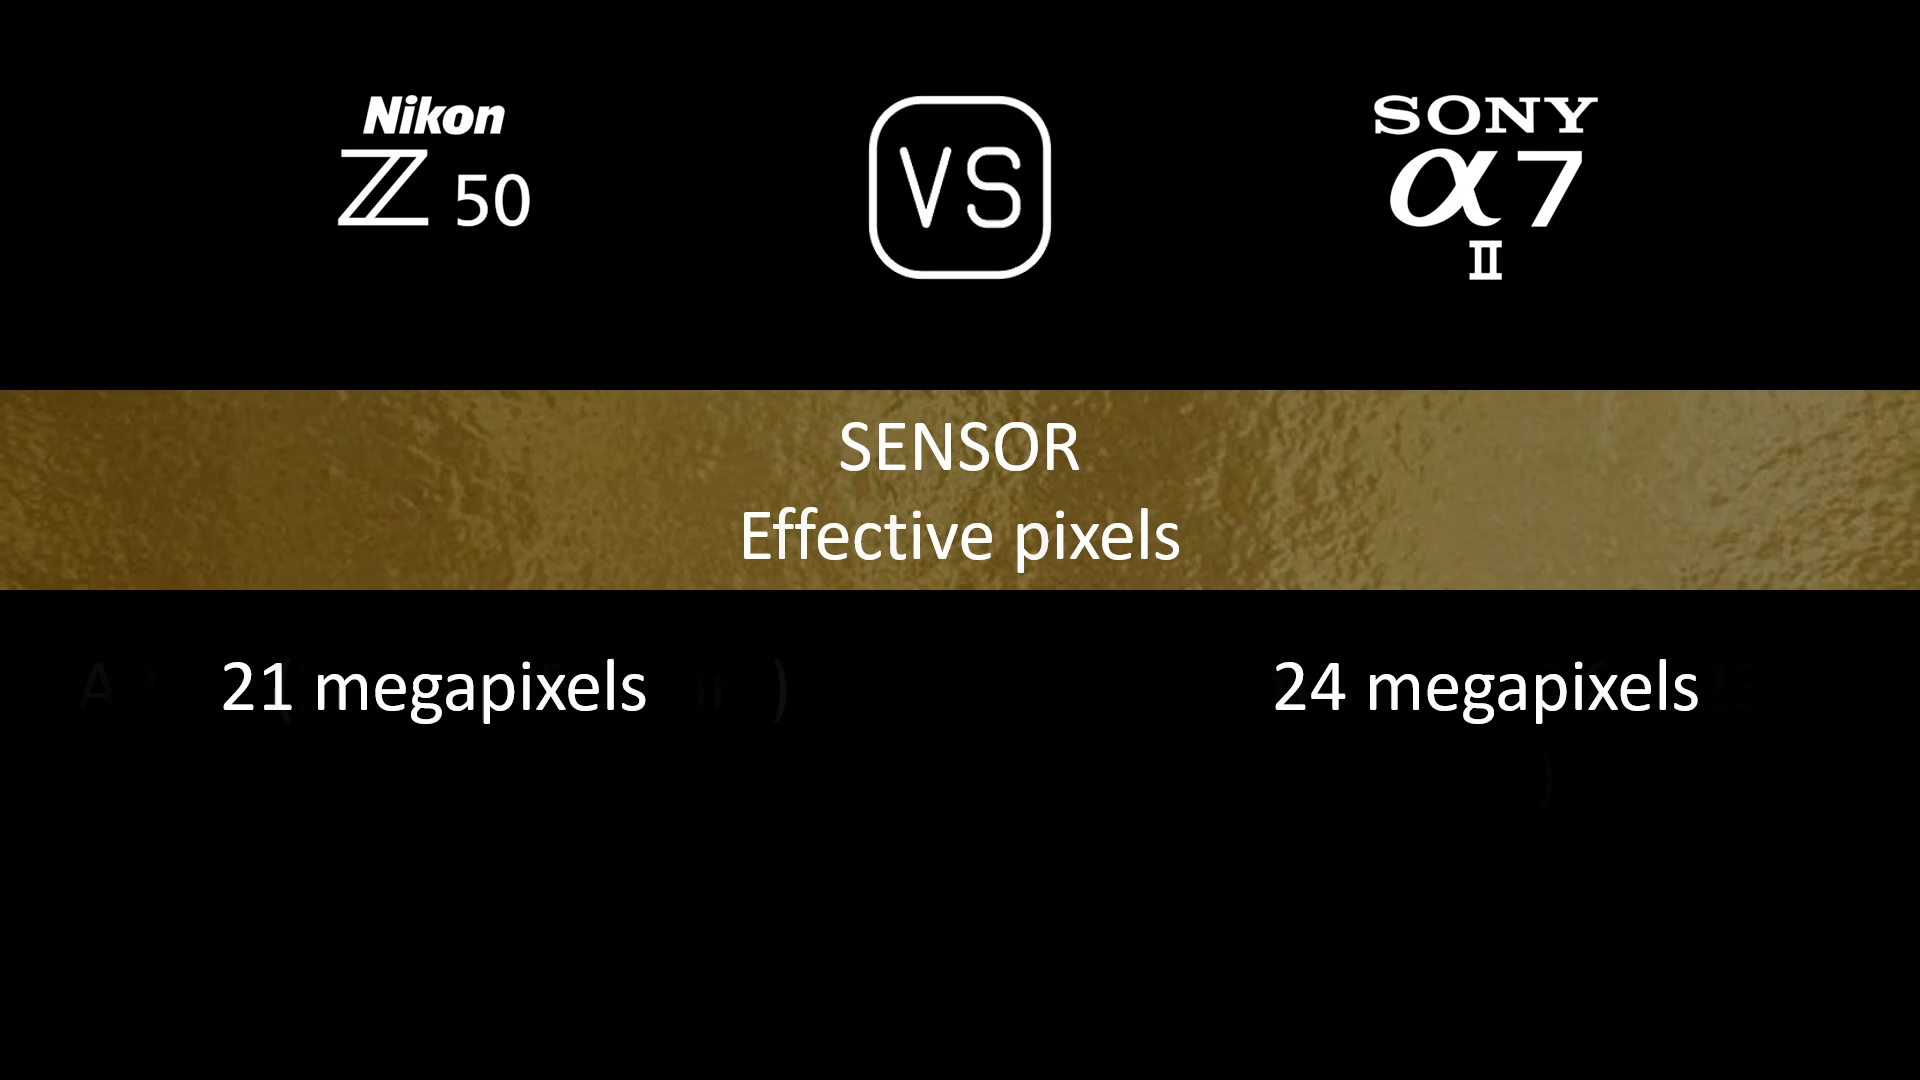 Nikon
Z 50
VS
SONY
α7
II
SENSOR
Effective pixels
21 megapixels
24 megapixels